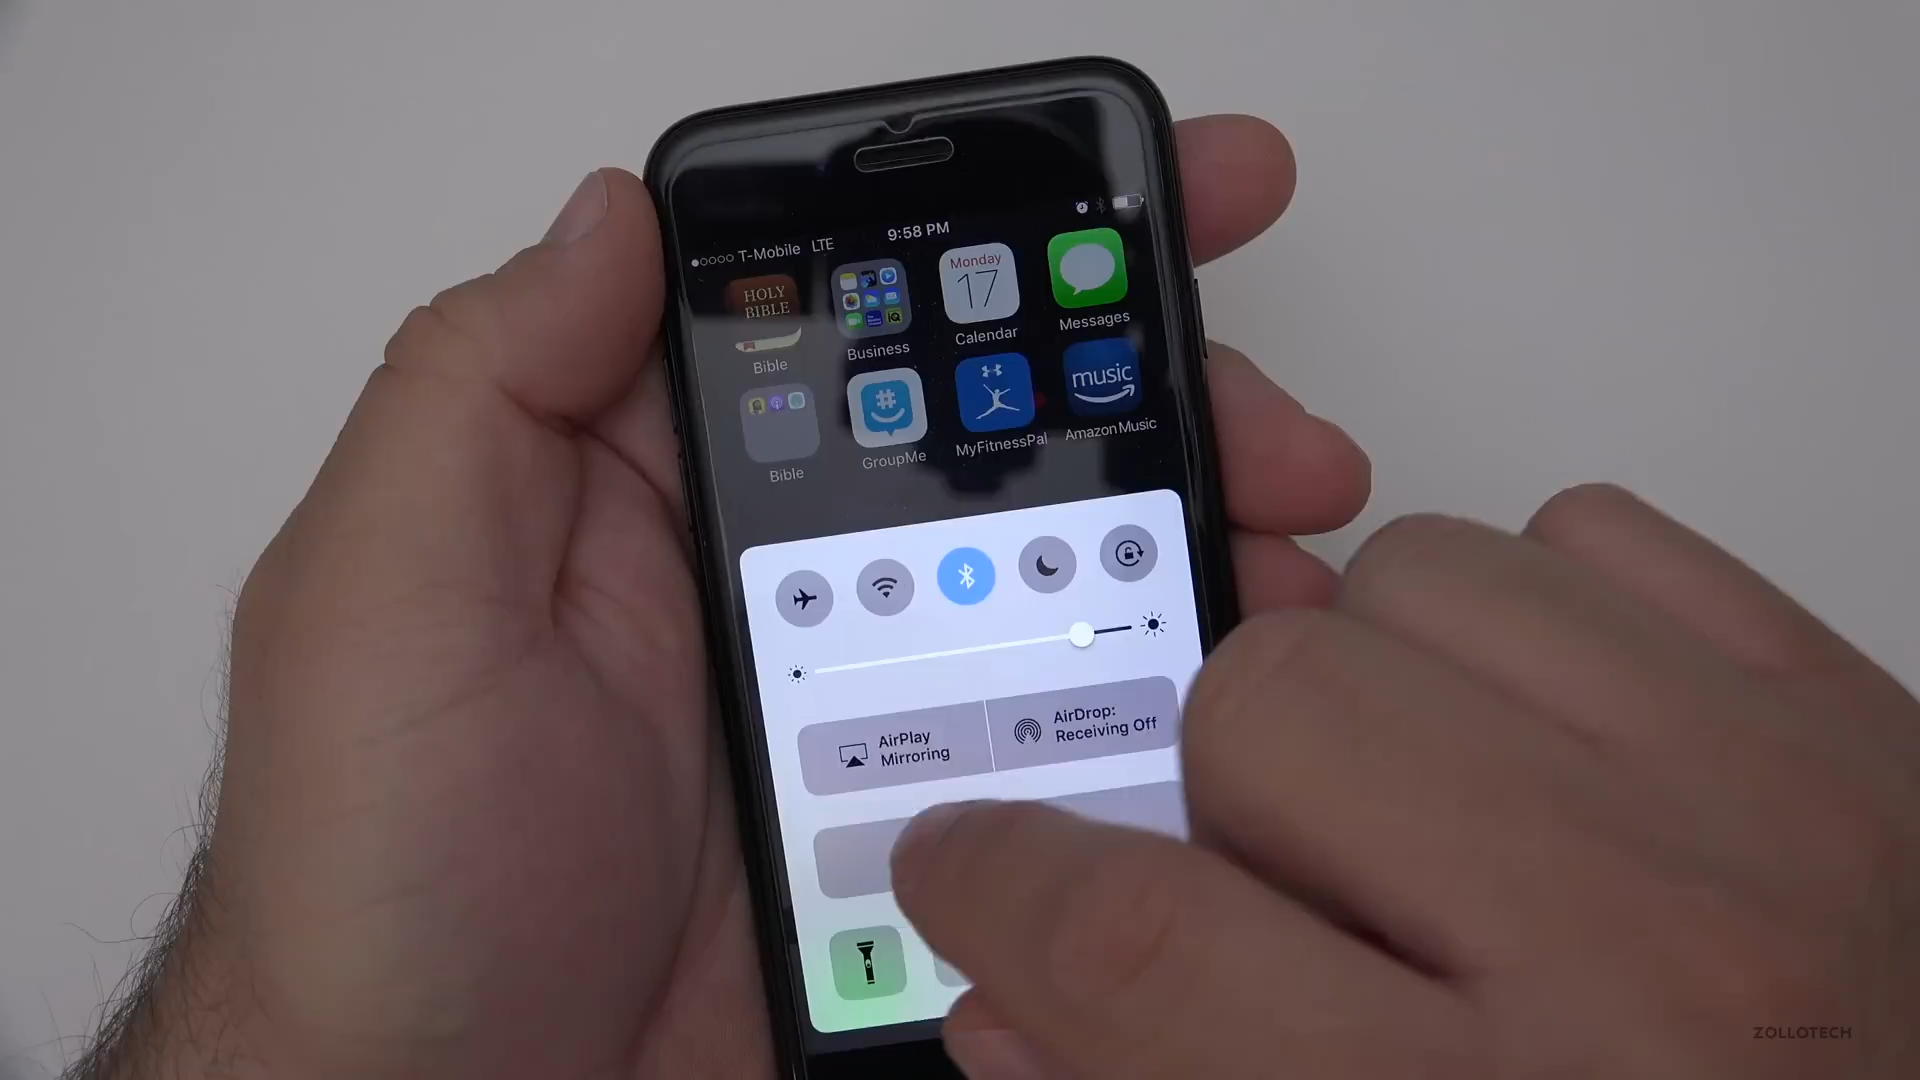 T-Mobile LTE 9:58 PM
HOLY
BIBLE
Monday
17
Bible
Business
Calendar
Messages
#
music
Bible
GroupMe
MyFitnessPal
Amazon Music
AirPlay
Mirroring
AirDrop:
Receiving Off
ZOLLOTECH